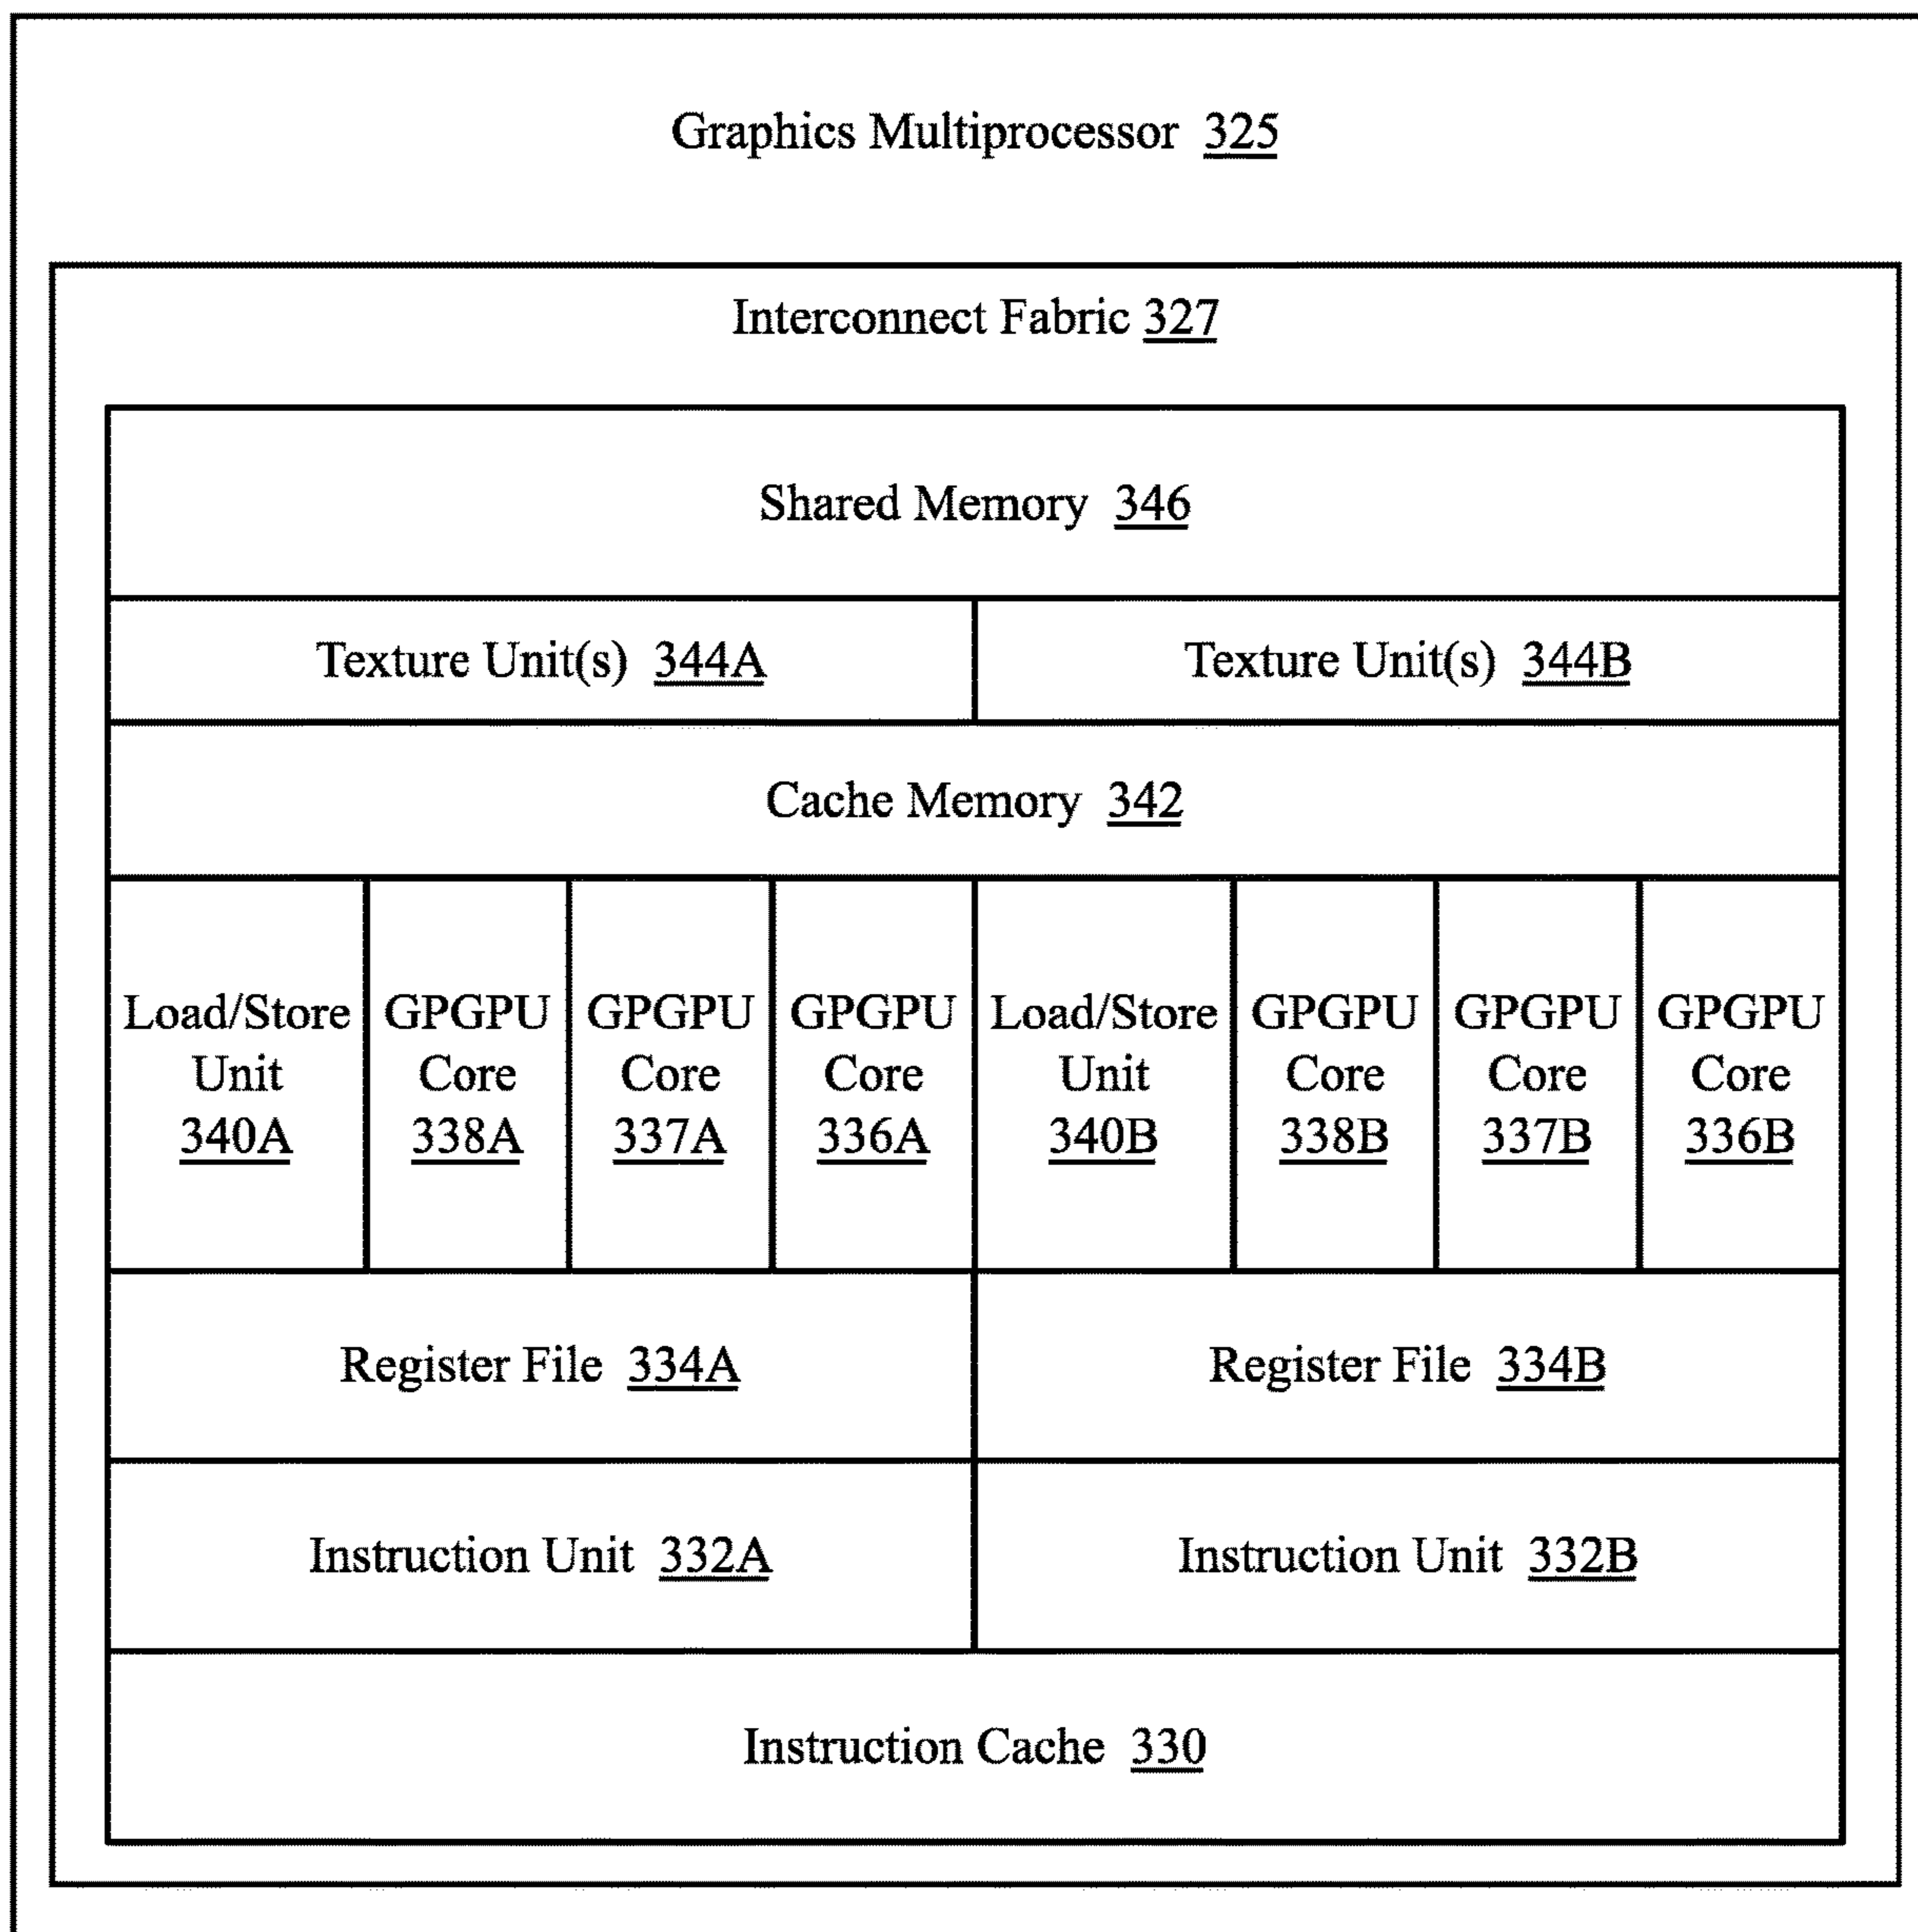 Graphics Multiprocessor 325
Interconnect Fabric 327
Shared Memory 346
Texture Unit(s) 344A
Texture Unit(s) 344B
Cache Memory 342
Load/Store
Unit
340A
GPGPU
Core
338A
GPGPU
Core
337A
GPGPU
Core
336A
Load/Store
Unit
340B
GPGPU
Core
338B
GPGPU
Core
337B
GPGPU
Core
336B
Register File 334A
Register File 334B
Instruction Unit 332A
Instruction Unit 332B
Instruction Cache 330